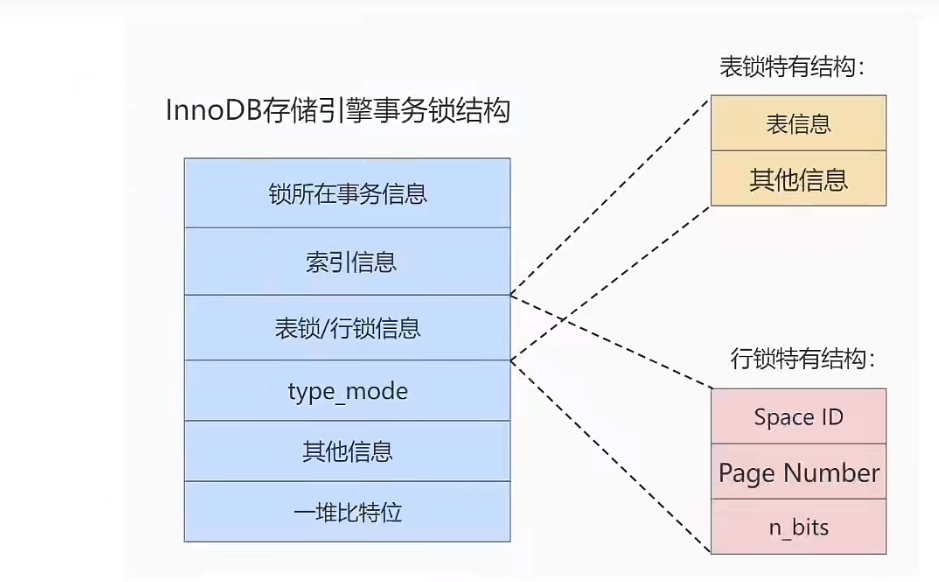 InnoDB存储引擎事务锁结构
锁所在事务信息
索引信息
表锁/行锁信息
type_mode
其他信息
一堆比特位
表锁特有结构：
表信息
其他信息
行锁特有结构：
Space ID
Page Number
n_bits